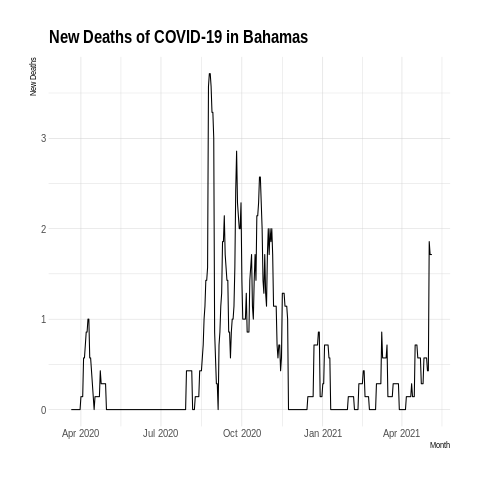 New Deaths of COVID-19 in Bahamas
New Deaths
3
2
1
0
Apr 2020 Jul 2020 Oct 2020 Jan 2021 Apr 2021
Month